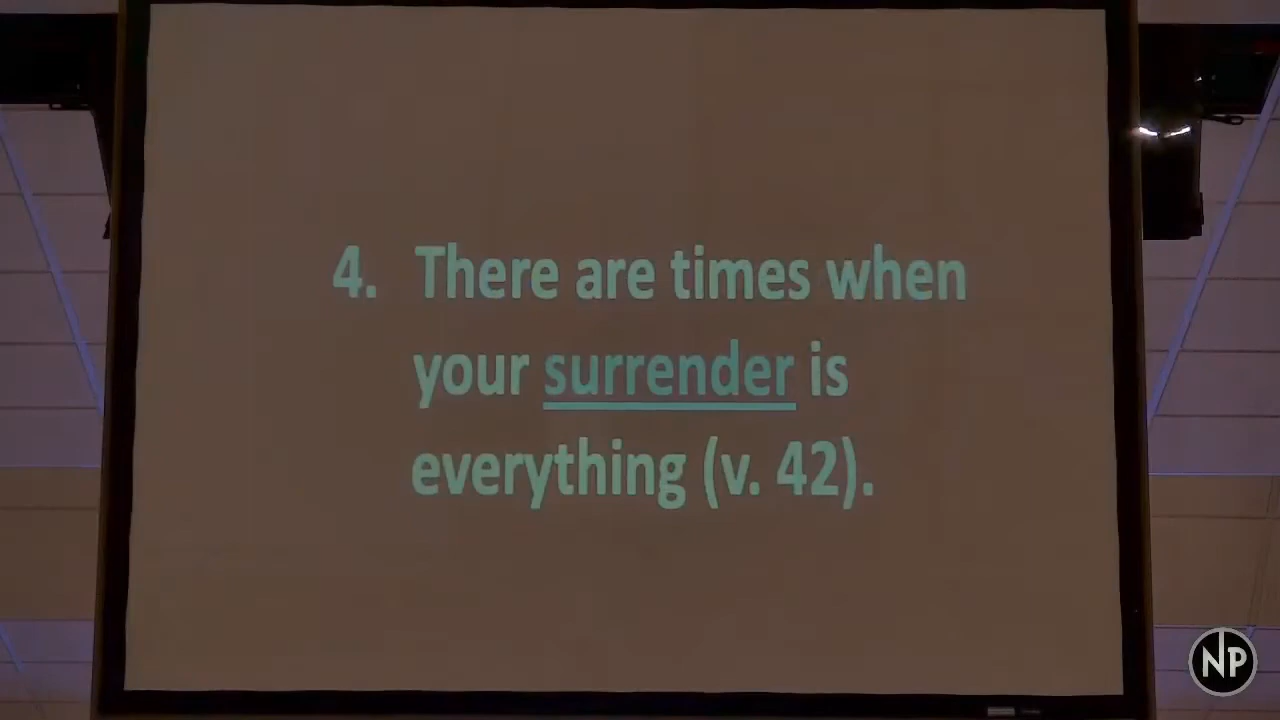 4. There are times when
your surrender is
everything (v. 42).
NP